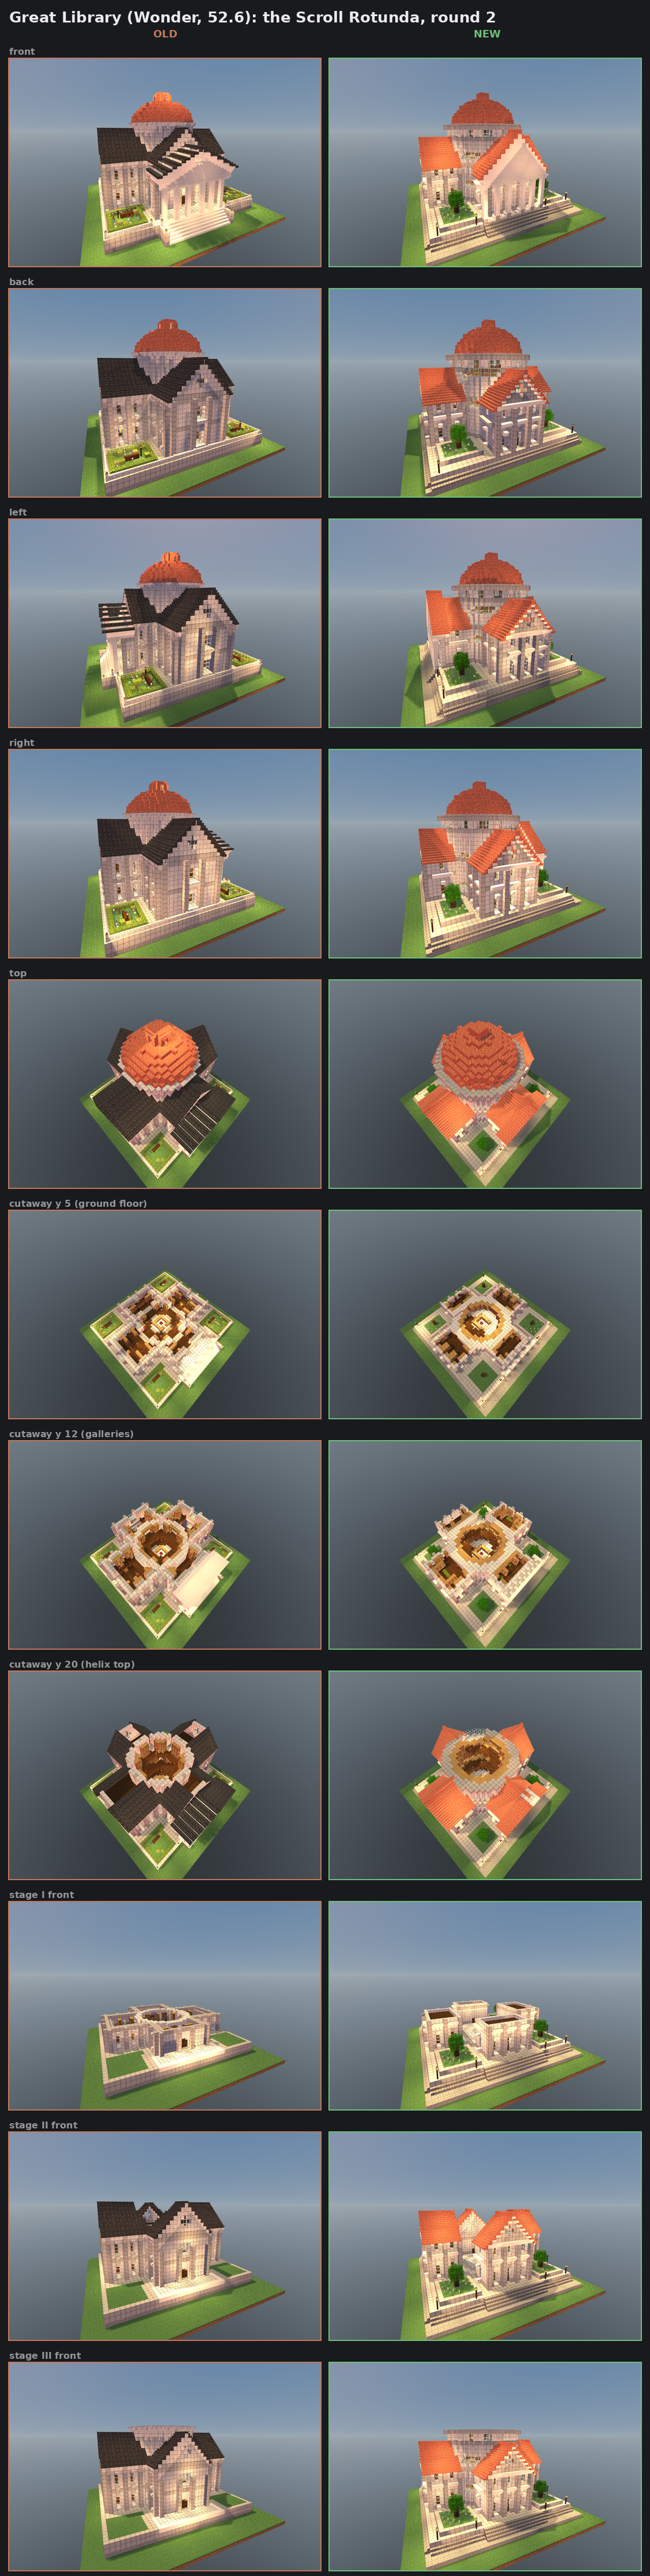 Great Library (Wonder, 52.6): the Scroll Rotunda, round 2
OLD NEW
front
back
left
right
top
cutaway y 5 (ground floor)
cutaway y 12 (galleries)
cutaway y 20 (helix top)
stage I front
stage II front
stage III front